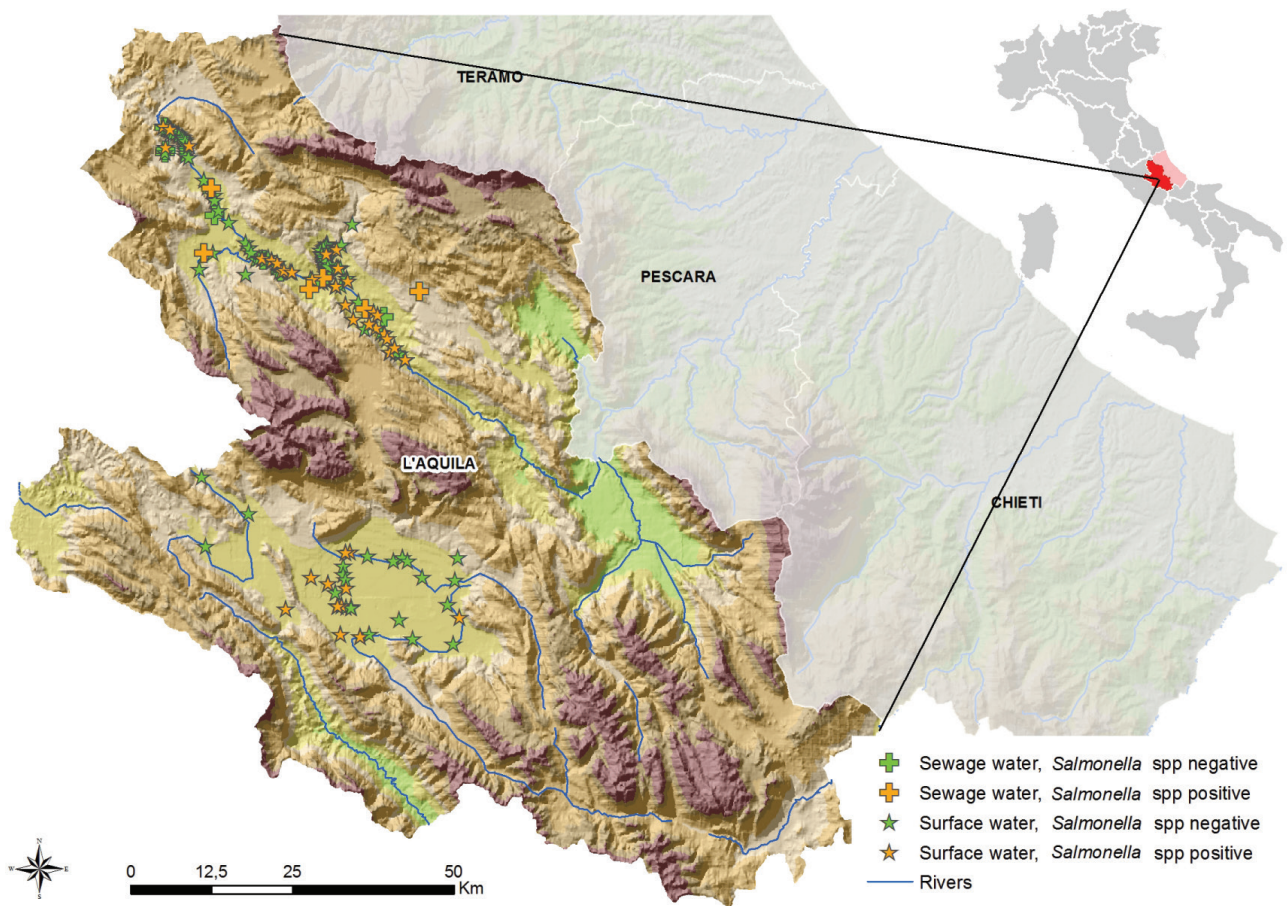 TERAMO
PESCARA
L'AQUILA
CHIETI
Sewage water, Salmonella spp negative
Sewage water, Salmonella spp positive
Surface water, Salmonella spp negative
Surface water, Salmonella spp positive
Rivers
N
W E
S
0 12.5 25 50
Km